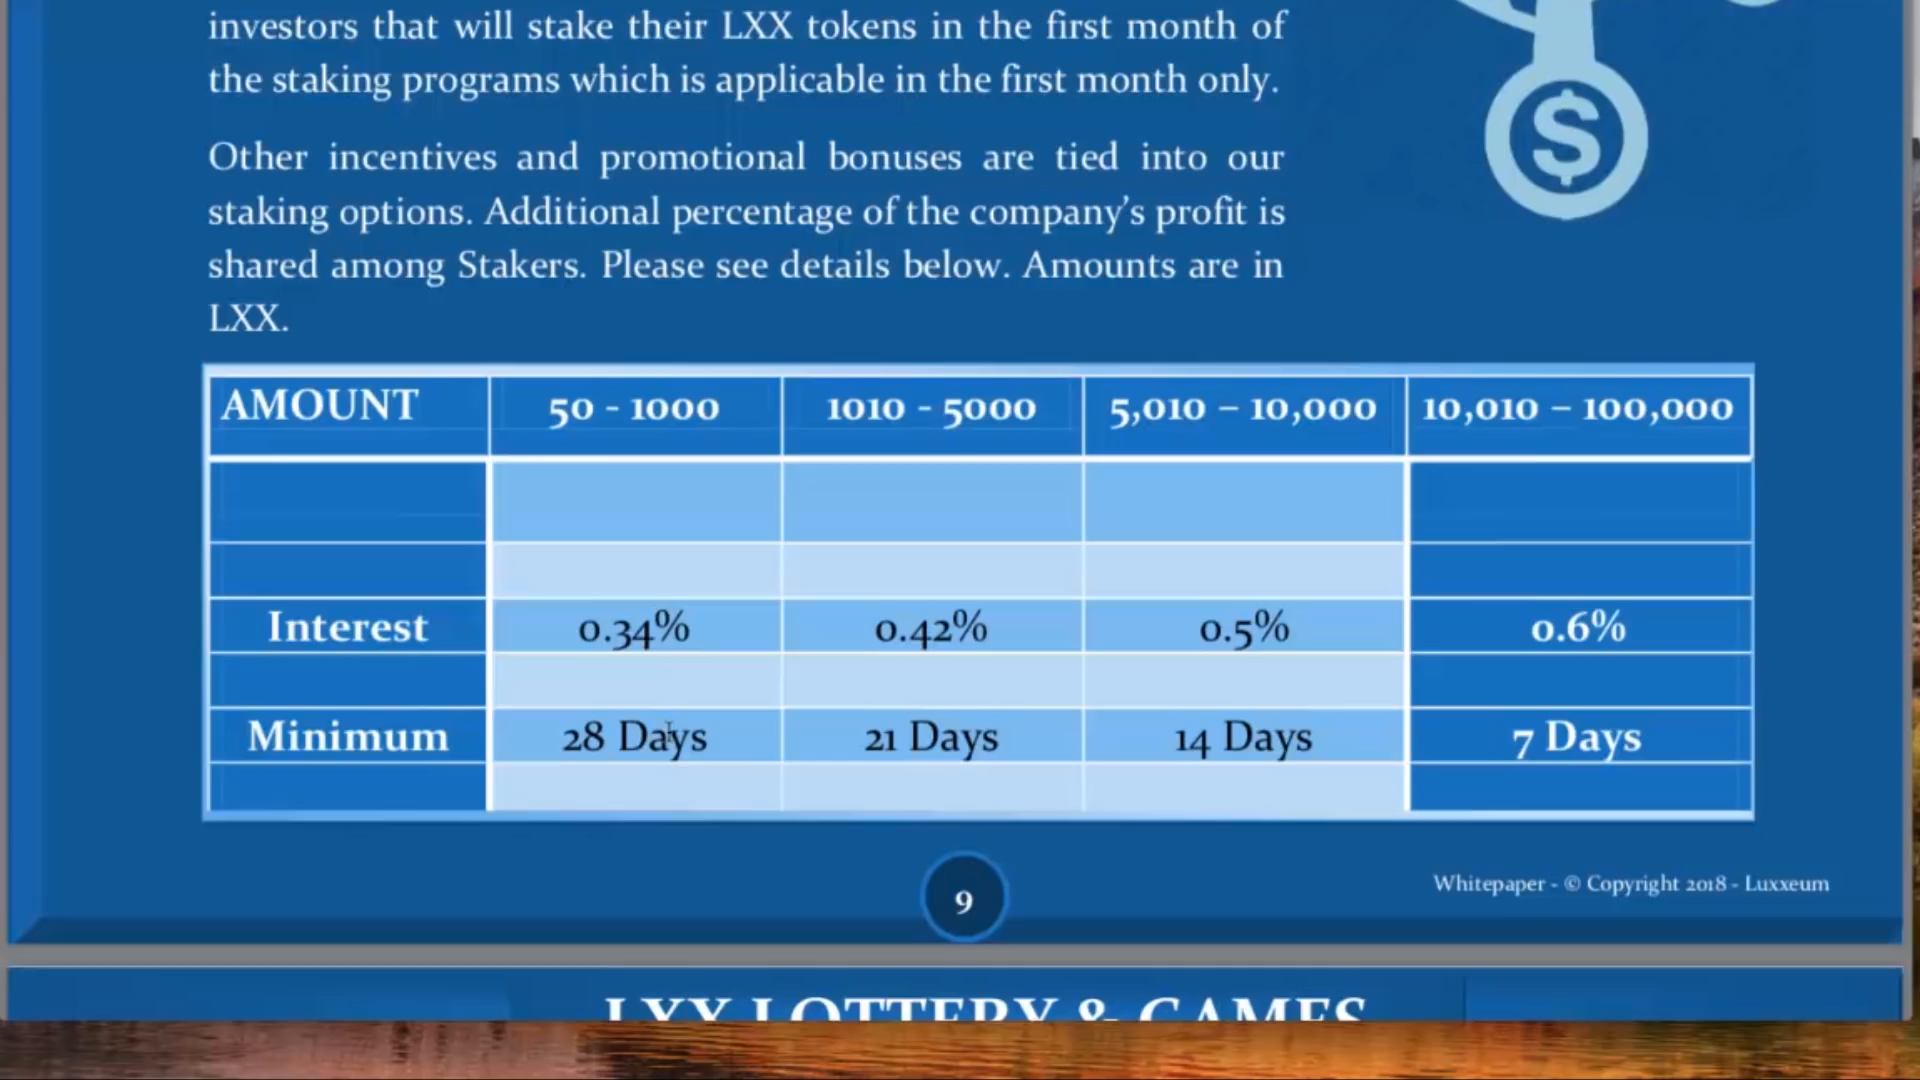 investors that will stake their LXX tokens in the first month of
the staking programs which is applicable in the first month only.
Other incentives and promotional bonuses are tied into our
staking options. Additional percentage of the company's profit is
shared among Stakers. Please see details below. Amounts are in
LXX.
AMOUNT 50 - 1000 1010 - 5000 5,010 – 10,000 10,010 – 100,000
Interest 0.34% 0.42% 0.5% 0.6%
Minimum 28 Days 21 Days 14 Days 7 Days
$
9
Whitepaper - © Copyright 2018 - Luxxeum
LXX LOTTERY & GAMES